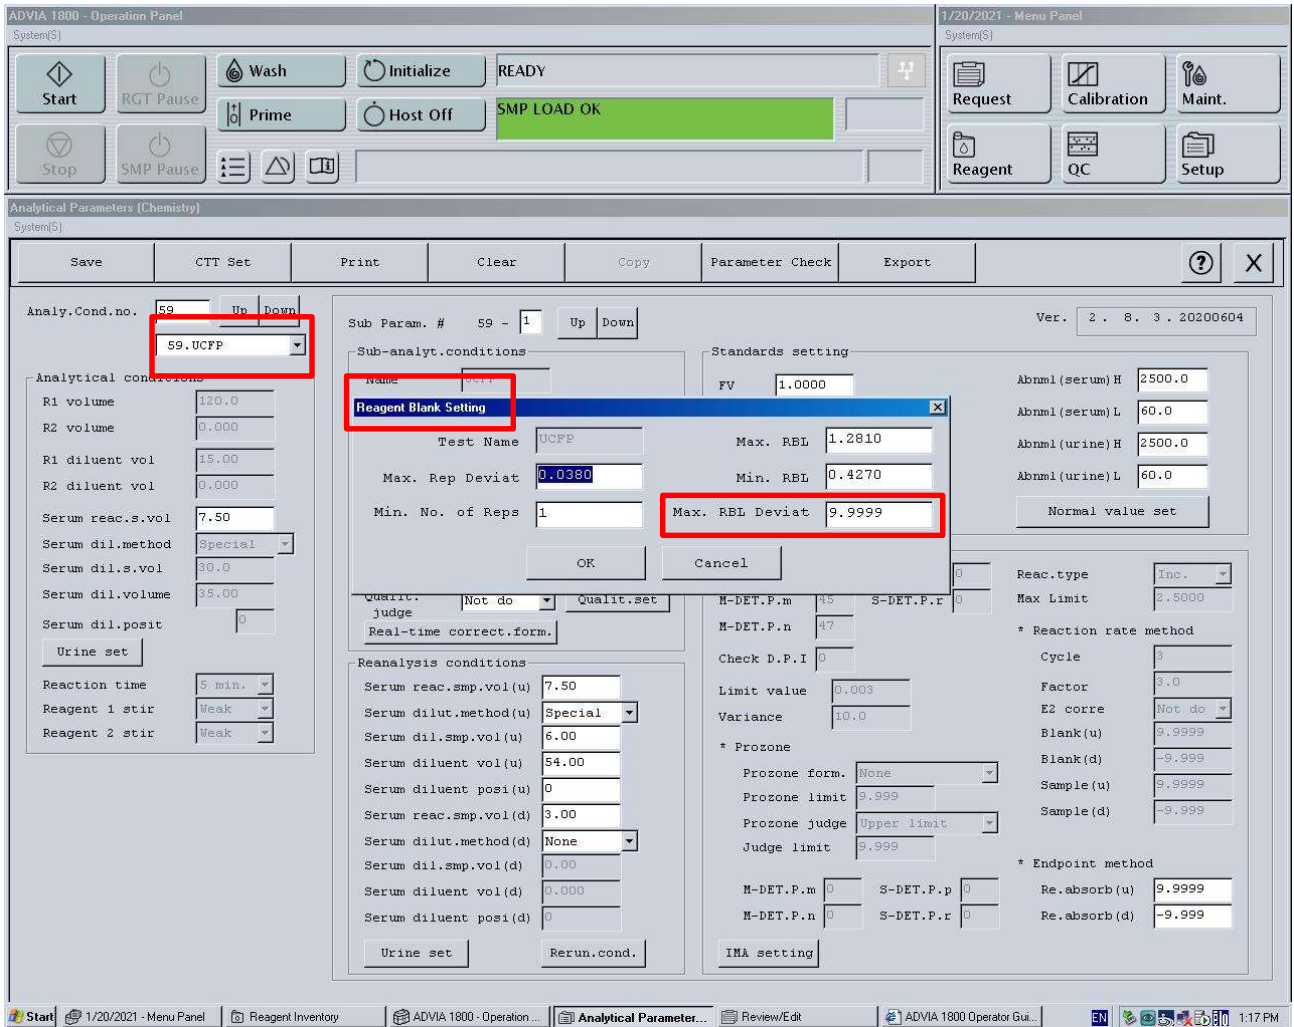 ADVIA 1800 - Operation Panel
System(S)
Start
RGT Pause
Wash
Initialize
READY
Prime
Host Off
SMP LOAD OK
Stop
SMP Pause
1/20/2021 - Menu Panel
System(S)
Request
Calibration
Maint.
Reagent
QC
Setup
Analytical Parameters (Chemistry)
System(S)
Save CTT Set Print Clear Copy Parameter Check Export ? X
Analy.Cond.no. 59 Up Down
59.UCFP
Analytical conditions
R1 volume 120.0
R2 volume 0.000
R1 diluent vol 15.00
R2 diluent vol 0.000
Serum reac.s.vol 7.50
Serum dil.method Special
Serum dil.s.vol 30.0
Serum dil.volume 35.00
Serum dil.posit 0
Urine set
Reaction time 5 min.
Reagent 1 stir Weak
Reagent 2 stir Weak
Sub Param. # 59 - 1 Up Down
Ver. 2. 8. 3.20200604
Sub-analyt.conditions
Name UCFP
Standards setting
FV 1.0000
Abnml(serum)H 2500.0
Abnml(serum)L 60.0
Abnml(urine)H 2500.0
Abnml(urine)L 60.0
Normal value set
Reagent Blank Setting
Test Name UCFP
Max. RBL 1.2810
Max. Rep Deviat 0.0380
Min. RBL 0.4270
Min. No. of Reps 1
Max. RBL Deviat 9.9999
OK Cancel
Qualit.
judge
Not do Qualit.set
Real-time correct.form.
Reanalysis conditions
Serum reac.smp.vol(u) 7.50
Serum dilut.method(u) Special
Serum dil.smp.vol(u) 6.00
Serum diluent vol(u) 54.00
Serum diluent posi(u) 0
Serum reac.smp.vol(d) 3.00
Serum dilut.method(d) None
Serum dil.smp.vol(d) 0.00
Serum diluent vol(d) 0.000
Serum diluent posi(d) 0
Urine set Rerun.cond.
0
M-DET.P.m 45 S-DET.P.r 0
M-DET.P.n 47
Check D.P.I 0
Limit value 0.003
Variance 10.0
* Prozone
Prozone form. None
Prozone limit 9.999
Prozone judge Upper limit
Judge limit 9.999
M-DET.P.m 0 S-DET.P.p 0
M-DET.P.n 0 S-DET.P.r 0
IMA setting
Reac.type Inc.
Max Limit 2.5000
* Reaction rate method
Cycle 3
Factor 3.0
E2 corre Not do
Blank(u) 9.9999
Blank(d) -9.999
Sample(u) 9.9999
Sample(d) -9.999
* Endpoint method
Re.absorb(u) 9.9999
Re.absorb(d) -9.999
Start 1/20/2021 - Menu Panel Reagent Inventory ADVIA 1800 - Operation ... Analytical Parameter... Review/Edit ADVIA 1800 Operator Gui... EN 1:17 PM